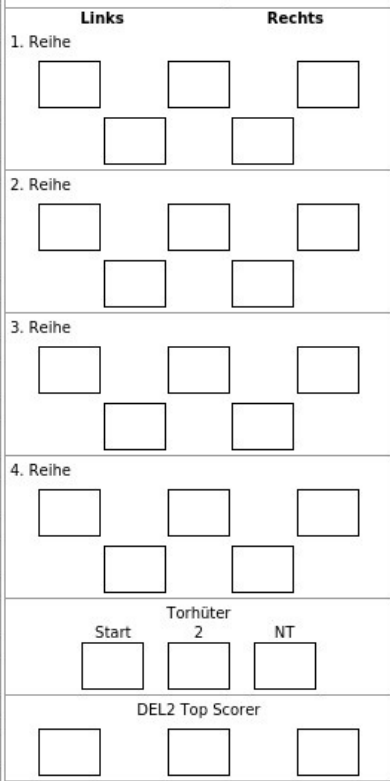 Links Rechts
1. Reihe
2. Reihe
3. Reihe
4. Reihe
Torhüter
Start 2 NT
DEL2 Top Scorer